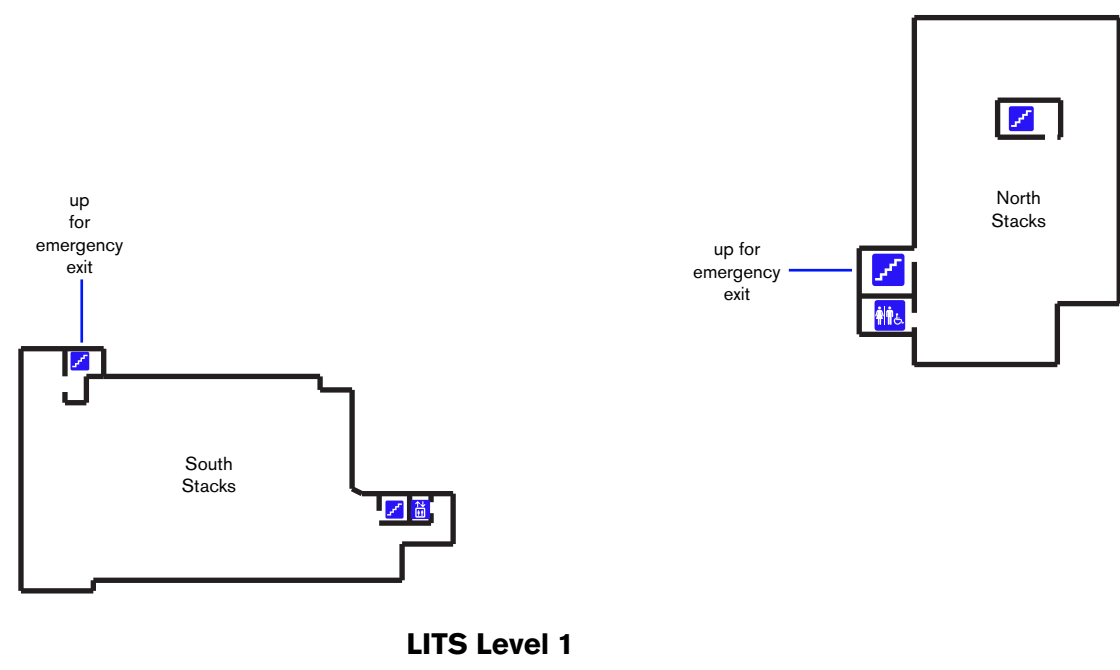 up
for
emergency
exit
South
Stacks
up for
emergency
exit
North
Stacks
LITS Level 1